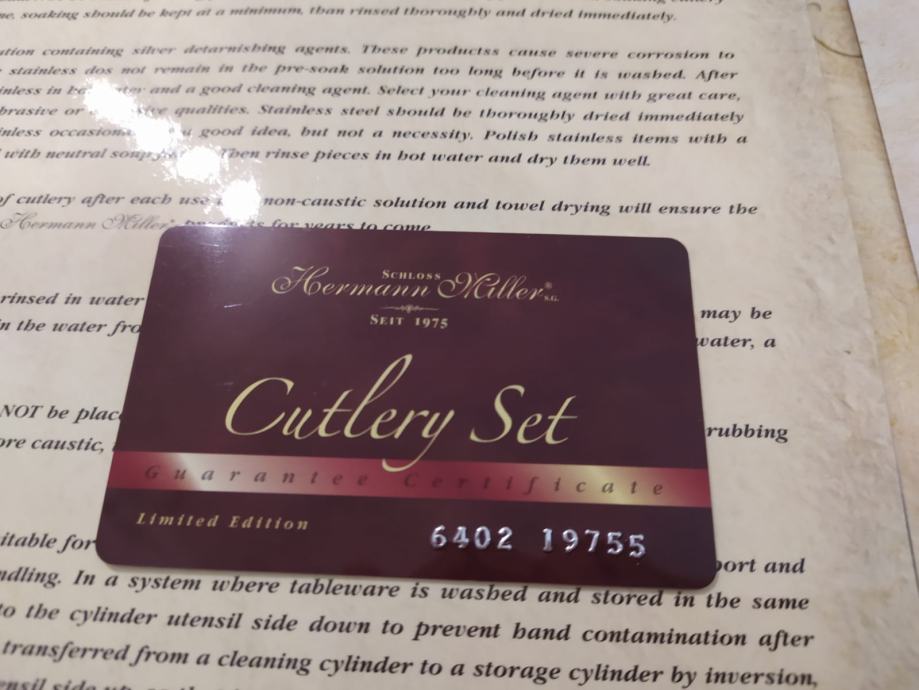 ne, soaking should be kept at a minimum, than rinsed thoroughly and dried immediately.
ution containing silver detarnishing agents. These productss cause severe corrosion to
stainless dos not remain in the pre-soak solution too long before it is washed. After
inless in and a good cleaning agent. Select your cleaning agent with great care,
brasive or qualities. Stainless steel should be thoroughly dried immediately
inless good idea, but not a necessity. Polish stainless items with a
with neutral Then rinse pieces in hot water and dry them well.
of cutlery after each use non-caustic solution and towel drying will ensure the
Hermann Miller® for years to come
rinsed in water may be
in the water fro water, a
NOT be plac rubbing
ore caustic,
SCHLOSS
Hermann Miller® S.G.
SEIT 1975
Cutlery Set
Guarantee Certificate
Limited Edition
6402 19755
itable for port and
ndling. In a system where tableware is washed and stored in the same
to the cylinder utensil side down to prevent hand contamination after
transferred from a cleaning cylinder to a storage cylinder by inversion,